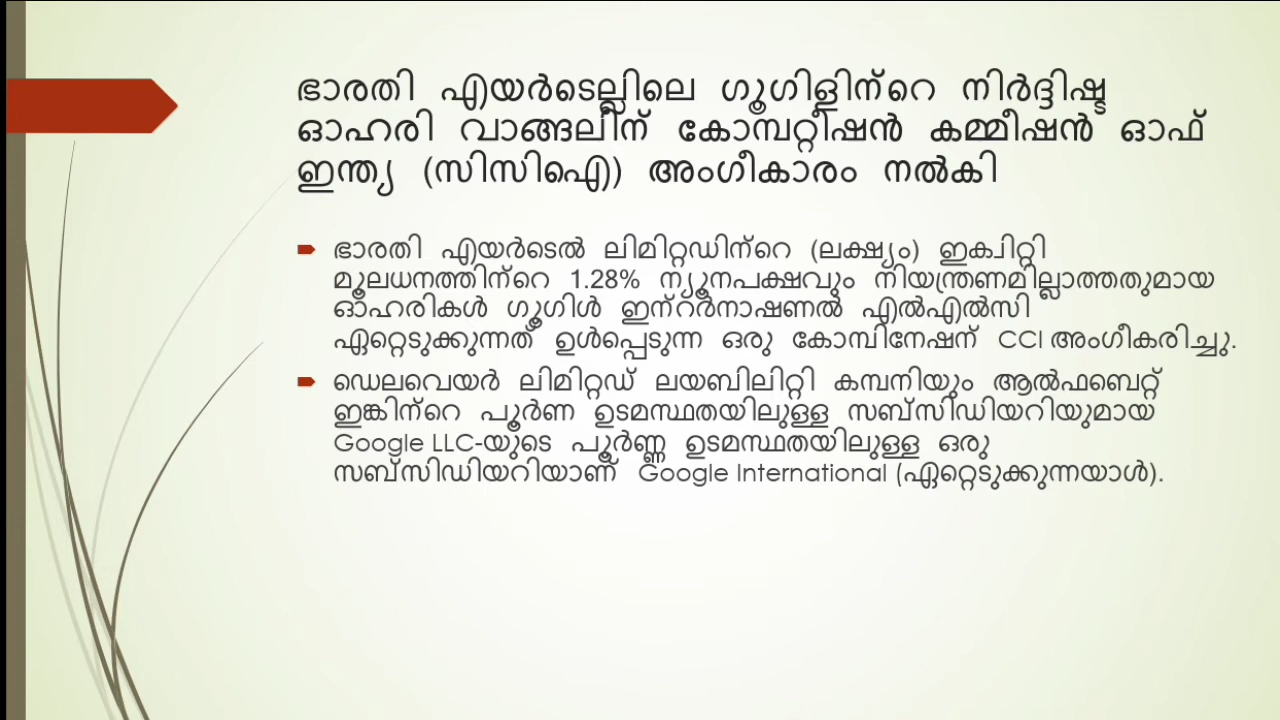 ഭാരതി എയർടെല്ലിലെ ഗൂഗിളിന്റെ നിർദ്ദിഷ്ട
ഓഹരി വാങ്ങലിന് കോമ്പറ്റീഷൻ കമ്മീഷൻ ഓഫ്
ഇന്ത്യ (സിസിഐ) അംഗീകാരം നൽകി
ഭാരതി എയർടെൽ ലിമിറ്റഡിന്റെ (ലക്ഷ്യം) ഇക്വിറ്റി
മൂലധനത്തിന്റെ 1.28% ന്യൂനപക്ഷവും നിയന്ത്രണമില്ലാത്തതുമായ
ഓഹരികൾ ഗൂഗിൾ ഇന്റർനാഷണൽ എൽഎൽസി
ഏറ്റെടുക്കുന്നത് ഉൾപ്പെടുന്ന ഒരു കോമ്പിനേഷന് CCI അംഗീകരിച്ചു.
ഡെലവെയർ ലിമിറ്റഡ് ലയബിലിറ്റി കമ്പനിയും ആൽഫബെറ്റ്
ഇങ്കിന്റെ പൂർണ ഉടമസ്ഥതയിലുള്ള സബ്സിഡിയറിയുമായ
Google LLC-യുടെ പൂർണ്ണ ഉടമസ്ഥതയിലുള്ള ഒരു
സബ്സിഡിയറിയാണ് Google International (ഏറ്റെടുക്കുന്നയാൾ).